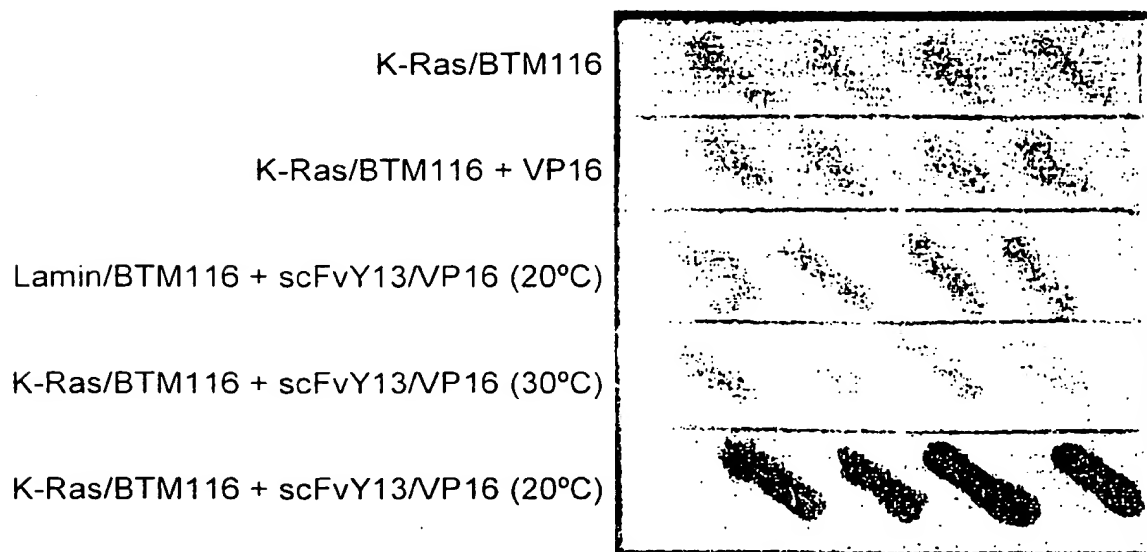 K-Ras/BTM116
K-Ras/BTM116 + VP16
Lamin/BTM116 + scFvY13/VP16 (20ºC)
K-Ras/BTM116 + scFvY13/VP16 (30ºC)
K-Ras/BTM116 + scFvY13/VP16 (20ºC)